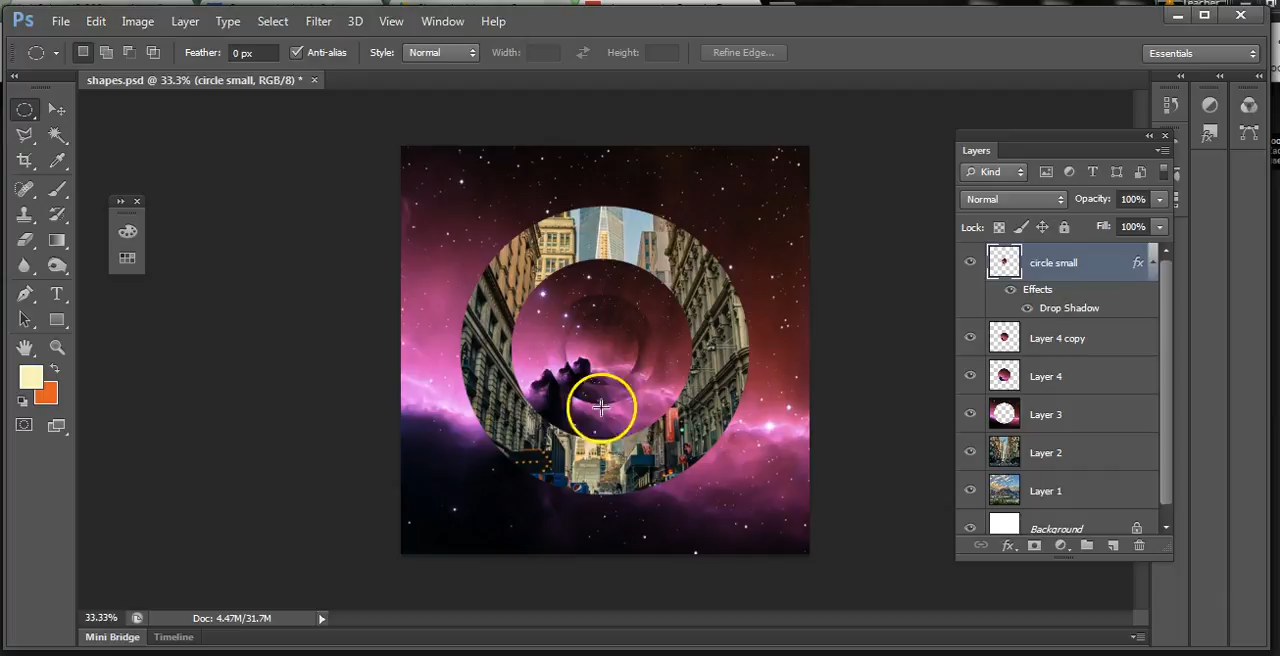 Teacher
Ps File Edit Image Layer Type Select Filter 3D View Window Help
Feather: 0 px Anti-alias Style: Normal Width: Height: Refine Edge... Essentials
shapes.psd @ 33.3% (circle small, RGB/8) * ×
Layers
Kind
Normal Opacity: 100%
Lock: Fill: 100%
circle small fx
Effects
Drop Shadow
Layer 4 copy
Layer 4
Layer 3
Layer 2
Layer 1
Background
fx
33.33% Doc: 4.47M/31.7M
Mini Bridge Timeline